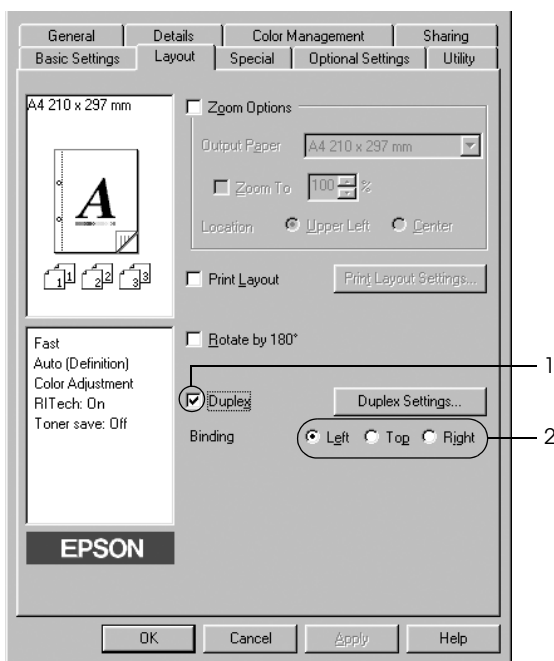 General Details Color Management Sharing
Basic Settings Layout Special Optional Settings Utility
A4 210 x 297 mm
A
1 1 2 2 3 3
Fast
Auto (Definition)
Color Adjustment
RITech: On
Toner save: Off
EPSON
Zoom Options
Output Paper A4 210 x 297 mm
Zoom To 100 %
Location Upper Left Center
Print Layout Print Layout Settings...
Rotate by 180°
1
Duplex Duplex Settings...
Binding Left Top Right 2
OK Cancel Apply Help